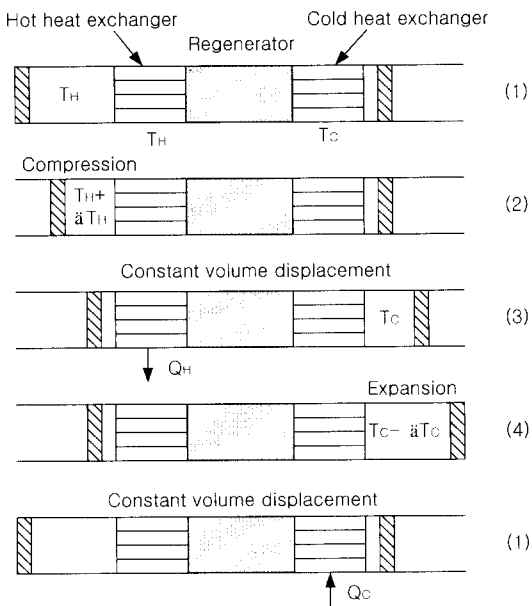 Hot heat exchanger
Cold heat exchanger
Regenerator
TH
(1)
TH
TC
Compression
TH+
äTH
(2)
Constant volume displacement
TC
(3)
QH
Expansion
TC- äTC
(4)
Constant volume displacement
(1)
QC